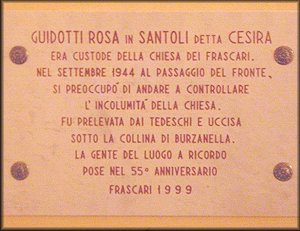 GUIDOTTI ROSA IN SANTOLI DETTA CESIRA
ERA CUSTODE DELLA CHIESA DEI FRASCARI.
NEL SETTEMBRE 1944 AL PASSAGGIO DEL FRONTE,
SI PREOCCUPÒ DI ANDARE A CONTROLLARE
L'INCOLUMITÀ DELLA CHIESA.
FU PRELEVATA DAI TEDESCHI E UCCISA
SOTTO LA COLLINA DI BURZANELLA.
LA GENTE DEL LUOGO A RICORDO
POSE NEL 55° ANNIVERSARIO
FRASCARI 1999